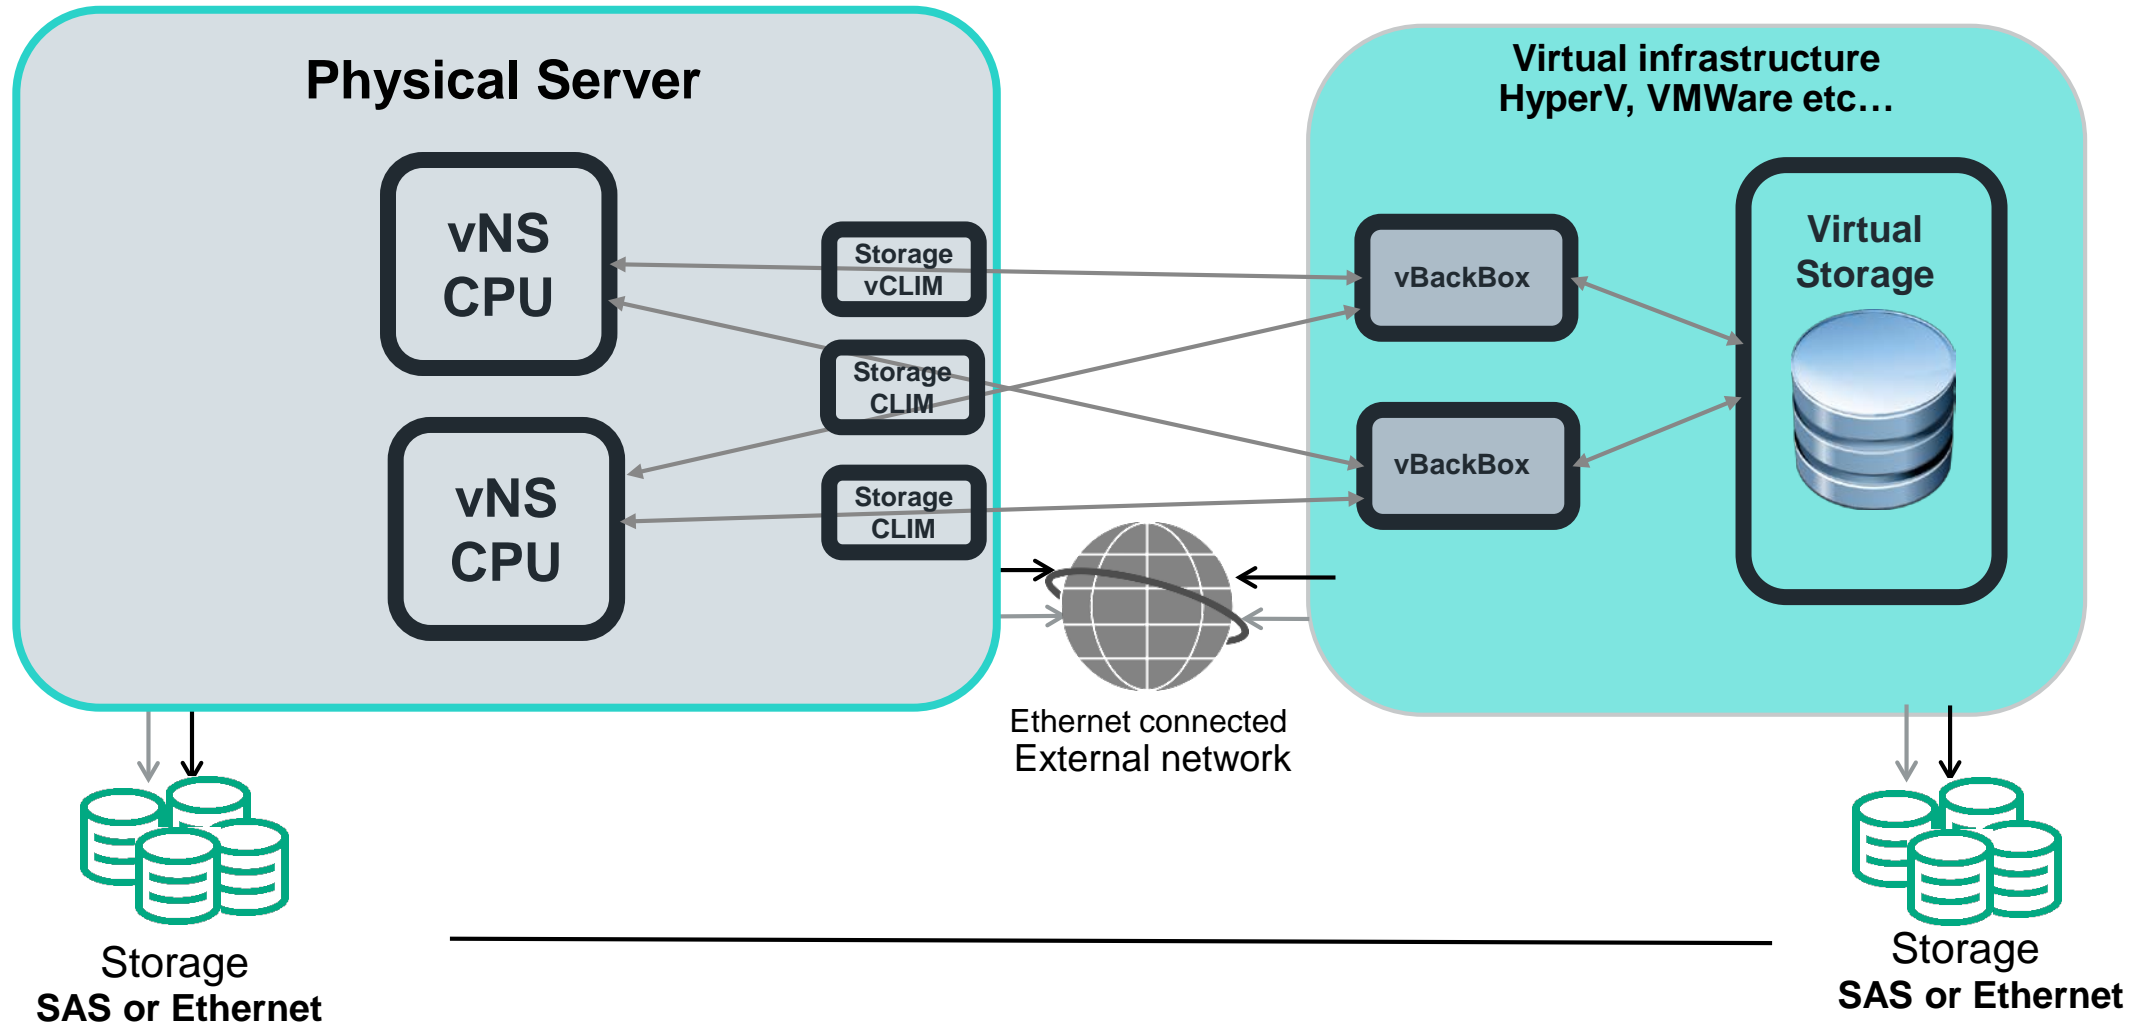 Physical Server
Virtual infrastructure
HyperV, VMWare etc…
vNS
CPU
Storage
vCLIM
Storage
CLIM
vNS
CPU
Storage
CLIM
vBackBox
vBackBox
Virtual
Storage
Ethernet connected
External network
Storage
SAS or Ethernet
Storage
SAS or Ethernet